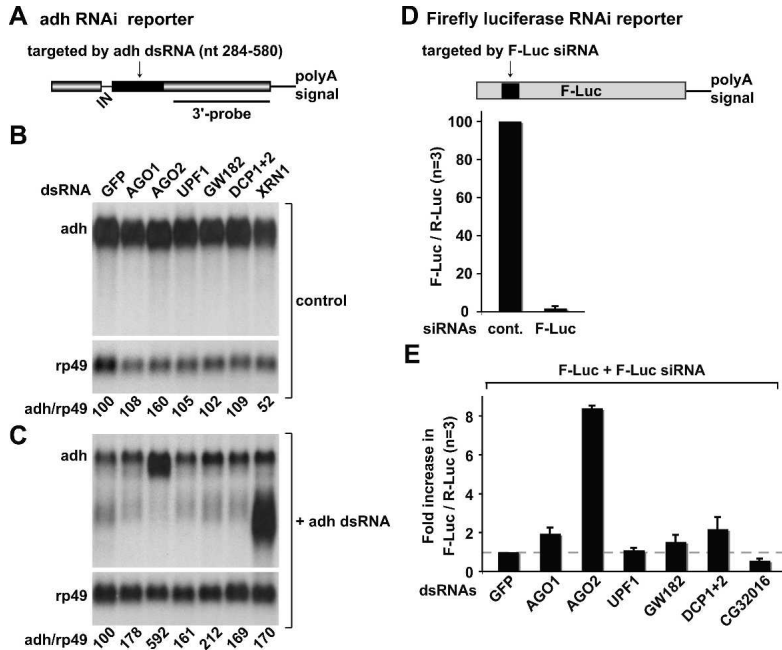 A adh RNAi reporter
targeted by adh dsRNA (nt 284-580)
IN
polyA
signal
3'-probe
B
dsRNA GFP AGO1 AGO2 UPF1 GW182 DCP1+2 XRN1
adh
control
rp49
adh/rp49 100 108 160 105 102 109 52
C
adh
+ adh dsRNA
rp49
adh/rp49 100 178 592 161 212 169 170
D Firefly luciferase RNAi reporter
targeted by F-Luc siRNA
F-Luc
polyA
signal
F-Luc / R-Luc (n=3)
100
80
60
40
20
0
siRNAs cont. F-Luc
E
F-Luc + F-Luc siRNA
Fold increase in
F-Luc / R-Luc (n=3)
8
6
4
2
0
dsRNAs GFP AGO1 AGO2 UPF1 GW182 DCP1+2 CG32016